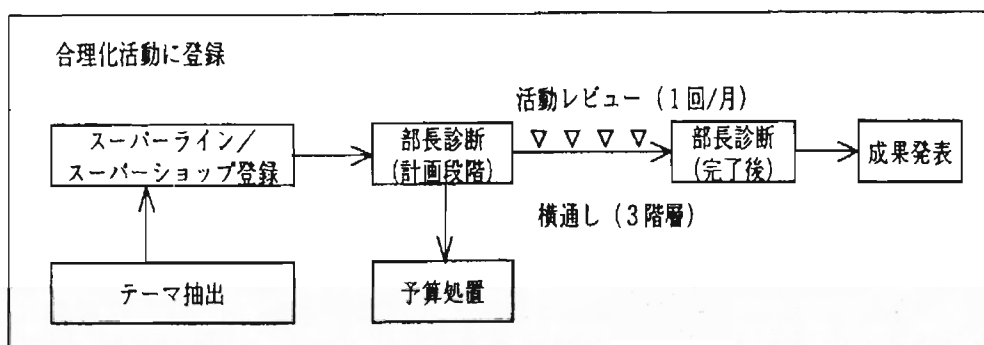 合理化活動に登録
活動レビュー（1回/月）
スーパーライン／
スーパーショップ登録
部長診断
(計画段階)
▽ ▽ ▽ ▽
部長診断
(完了後)
成果発表
横通し（3階層）
テーマ抽出
予算処置